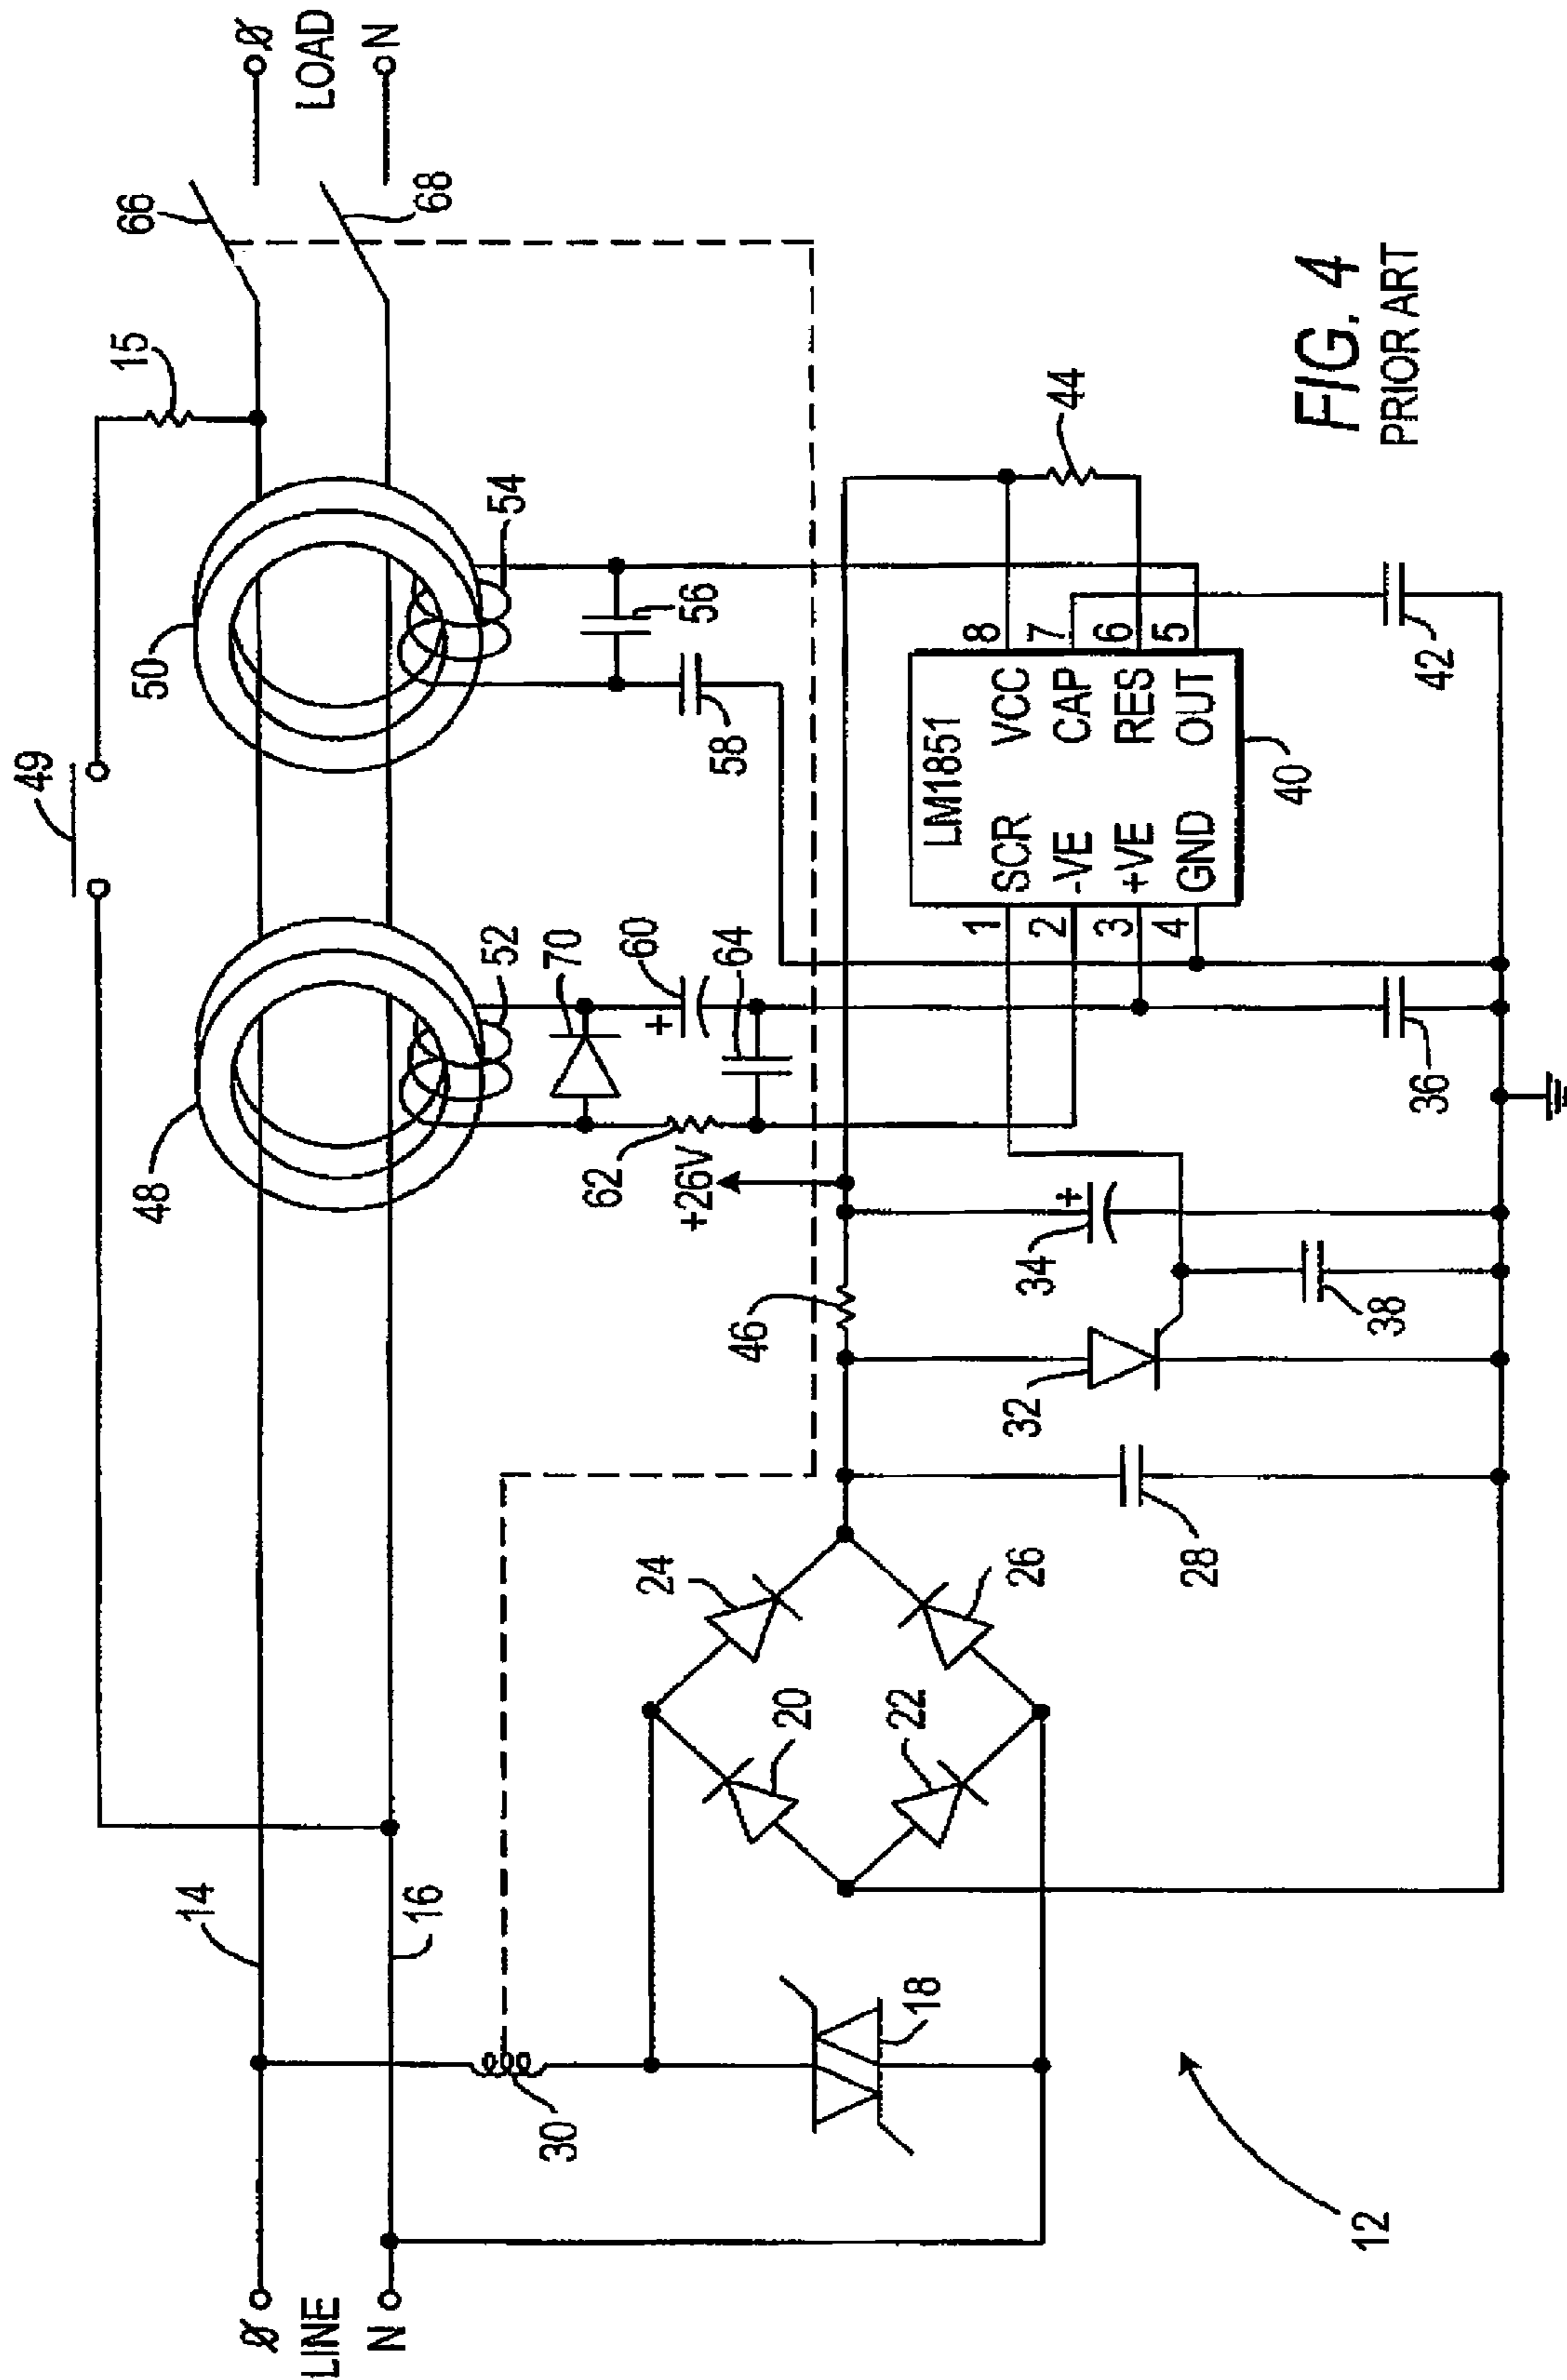 Ø
LINE
N
14
16
30
18
12
20
22
24
26
28
48
49
50
52
54
70
60
64
62
+26V
+
56
58
15
66
68
Ø
LOAD
N
46
32
34
+
38
36
42
44
40
LM1851
1 SCR VCC 8
2 -VE CAP 7
3 +VE RES 6
4 GND OUT 5
FIG. 4
PRIOR ART